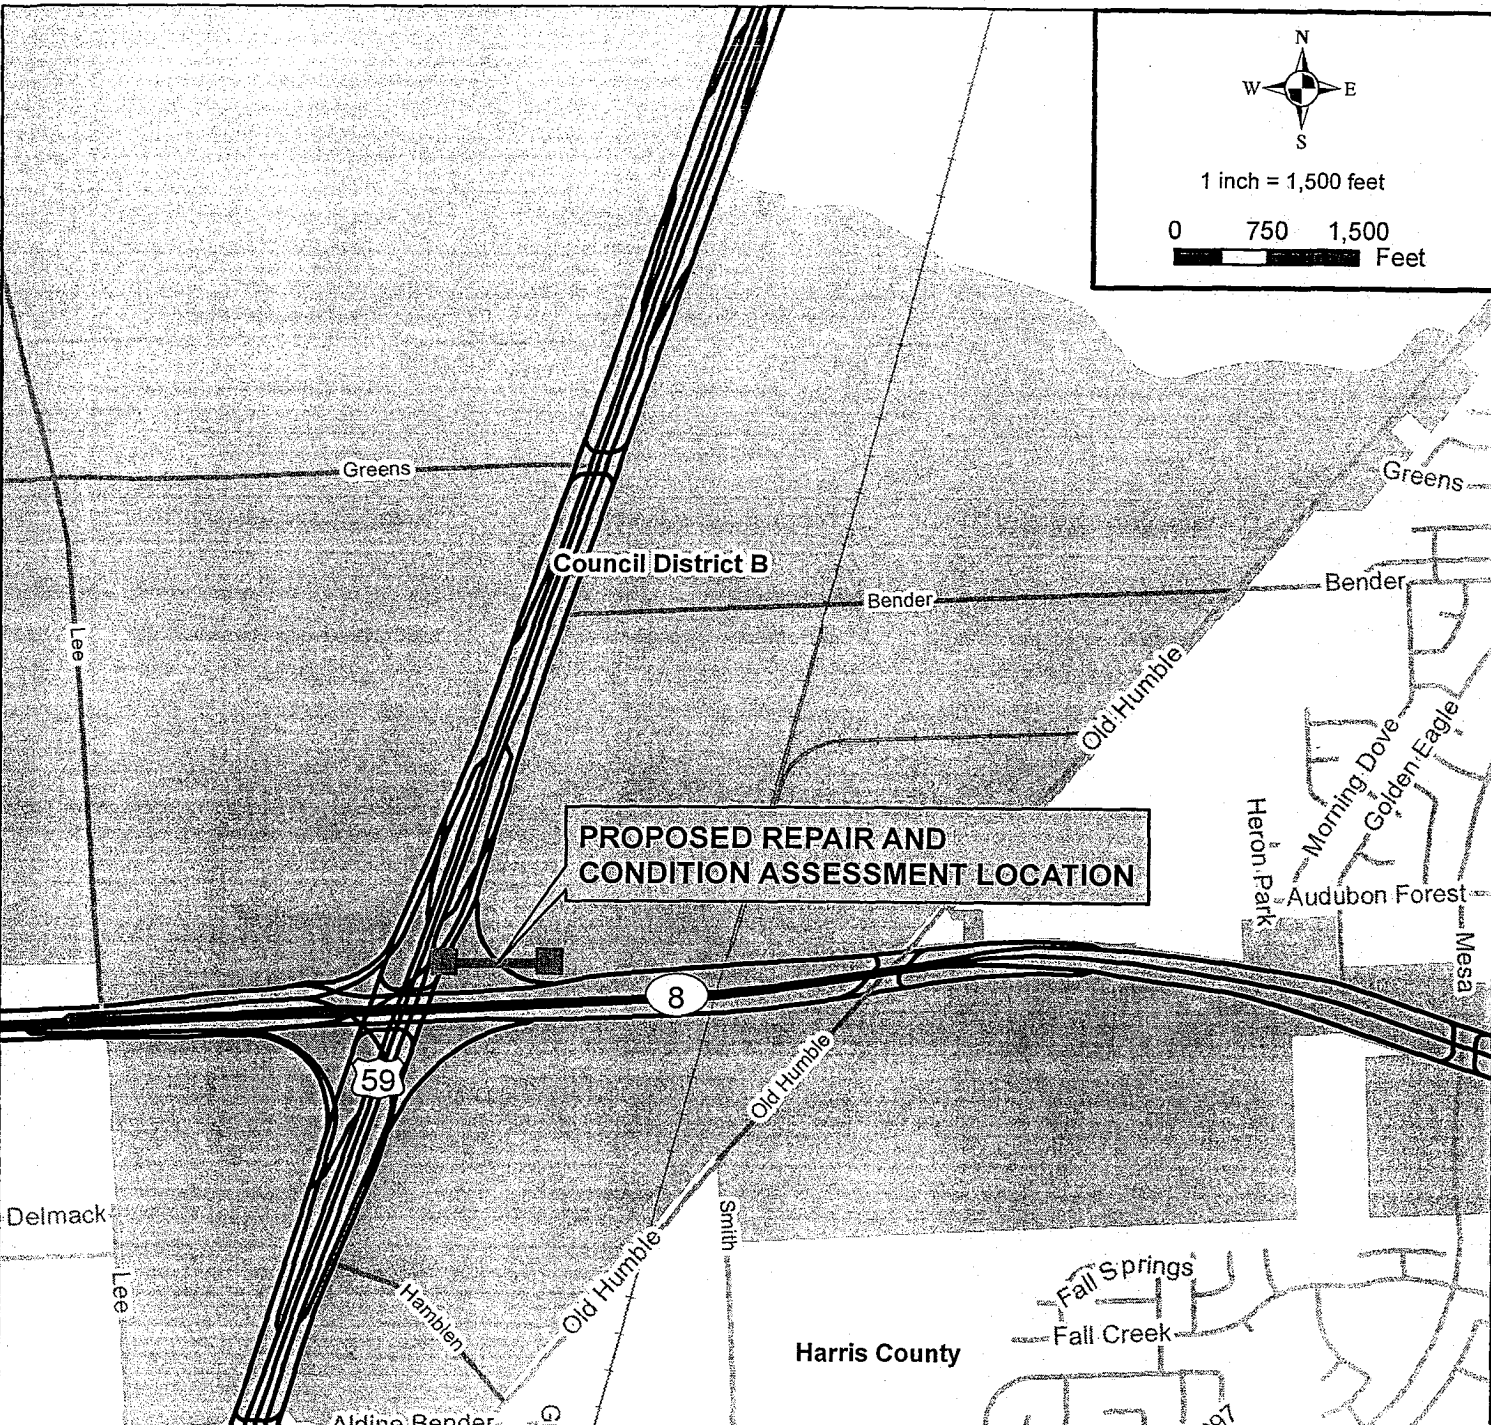 N
W E
S
1 inch = 1,500 feet
0 750 1,500
Feet
Greens
Greens
Council District B
Bender
Bender
Lee
Old Humble
Morning Dove
Golden Eagle
PROPOSED REPAIR AND
CONDITION ASSESSMENT LOCATION
Heron Park
Audubon Forest
Mesa
8
59
Old Humble
Delmack
Lee
Smith
Old Humble
Hamblen
Fall Springs
Fall Creek
Harris County
Aldine Bender